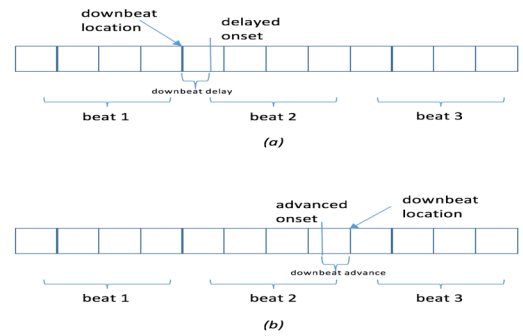 downbeat
location
delayed
onset
downbeat delay
beat 1
beat 2
beat 3
(a)
advanced
onset
downbeat
location
downbeat advance
beat 1
beat 2
beat 3
(b)